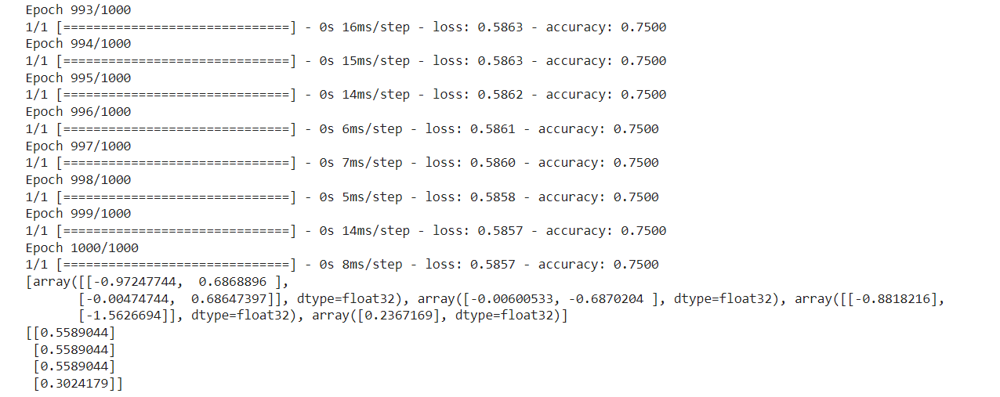 Epoch 993/1000
1/1 [==============================] - 0s 16ms/step - loss: 0.5863 - accuracy: 0.7500
Epoch 994/1000
1/1 [==============================] - 0s 15ms/step - loss: 0.5863 - accuracy: 0.7500
Epoch 995/1000
1/1 [==============================] - 0s 14ms/step - loss: 0.5862 - accuracy: 0.7500
Epoch 996/1000
1/1 [==============================] - 0s 6ms/step - loss: 0.5861 - accuracy: 0.7500
Epoch 997/1000
1/1 [==============================] - 0s 7ms/step - loss: 0.5860 - accuracy: 0.7500
Epoch 998/1000
1/1 [==============================] - 0s 5ms/step - loss: 0.5858 - accuracy: 0.7500
Epoch 999/1000
1/1 [==============================] - 0s 14ms/step - loss: 0.5857 - accuracy: 0.7500
Epoch 1000/1000
1/1 [==============================] - 0s 8ms/step - loss: 0.5857 - accuracy: 0.7500
[array([[-0.97247744,  0.6868896 ],
       [-0.00474744,  0.68647397]], dtype=float32), array([-0.00600533, -0.6870204 ], dtype=float32), array([[-0.8818216],
       [-1.5626694]], dtype=float32), array([0.2367169], dtype=float32)]
[[0.5589044]
 [0.5589044]
 [0.5589044]
 [0.3024179]]